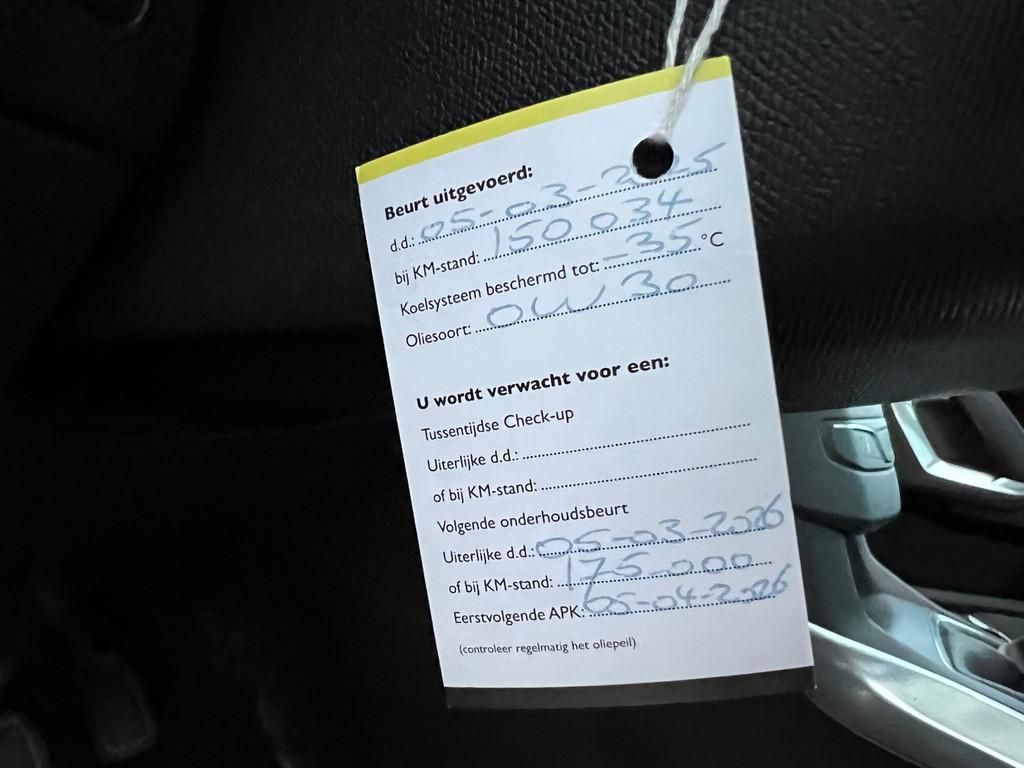 Beurt uitgevoerd:
d.d.: 05-03-2025
bij KM-stand: 150 034
Koelsysteem beschermd tot: -35 °C
Oliesoort: 0W30
U wordt verwacht voor een:
Tussentijdse Check-up
Uiterlijke d.d.:
of bij KM-stand:
Volgende onderhoudsbeurt
Uiterlijke d.d.: 05-03-2026
of bij KM-stand: 175.000
Eerstvolgende APK: 05-04-2026
(controleer regelmatig het oliepeil)